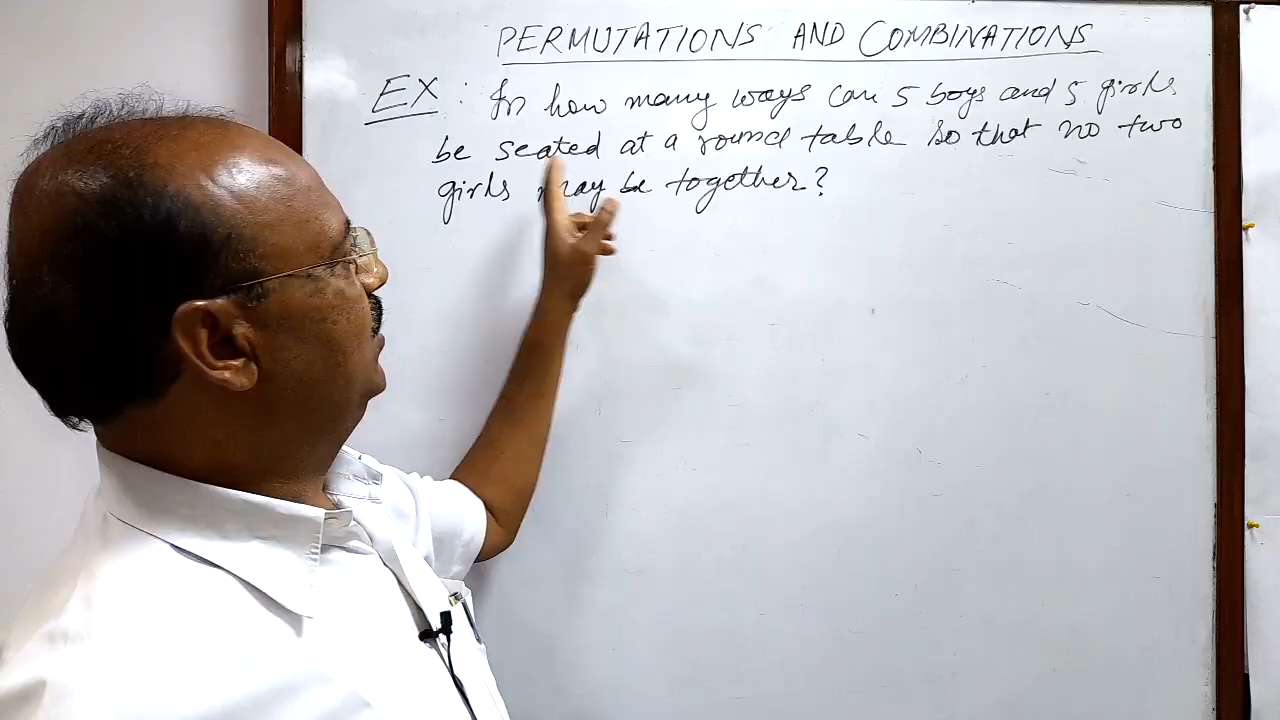 PERMUTATIONS AND COMBINATIONS
EX : In how many ways can 5 boys and 5 girls
be seated at a round table so that no two
girls may be together?